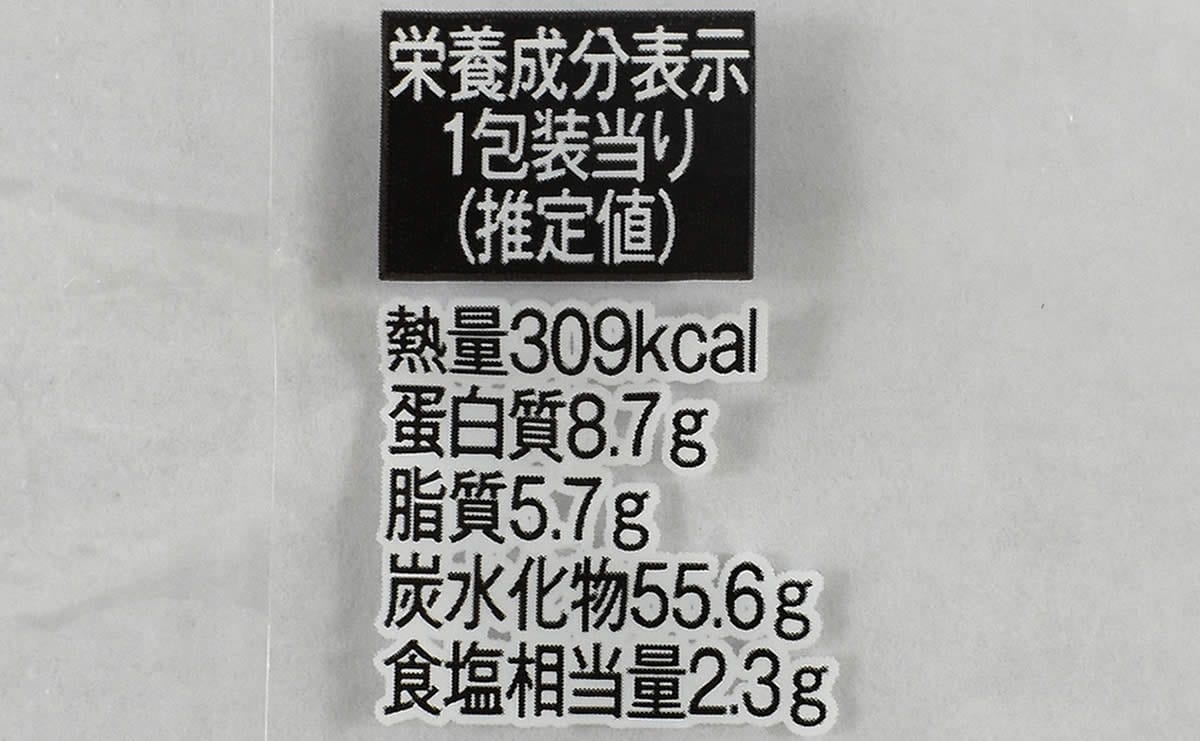 栄養成分表示
1包装当り
(推定値)
熱量309kcal
蛋白質8.7g
脂質5.7g
炭水化物55.6g
食塩相当量2.3g